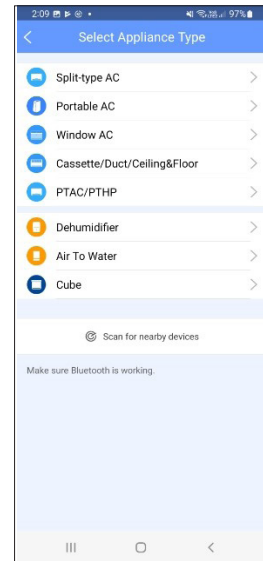 2:09 97%
Select Appliance Type
Split-type AC
Portable AC
Window AC
Cassette/Duct/Ceiling&Floor
PTAC/PTHP
Dehumidifier
Air To Water
Cube
Scan for nearby devices
Make sure Bluetooth is working.